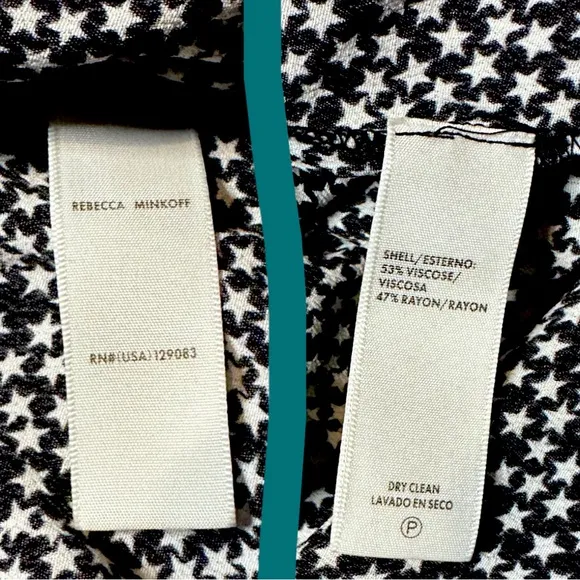 REBECCA MINKOFF
RN#(USA)129083
SHELL/ESTERNO:
53% VISCOSE/
VISCOSA
47% RAYON/RAYON
DRY CLEAN
LAVADO EN SECO
P